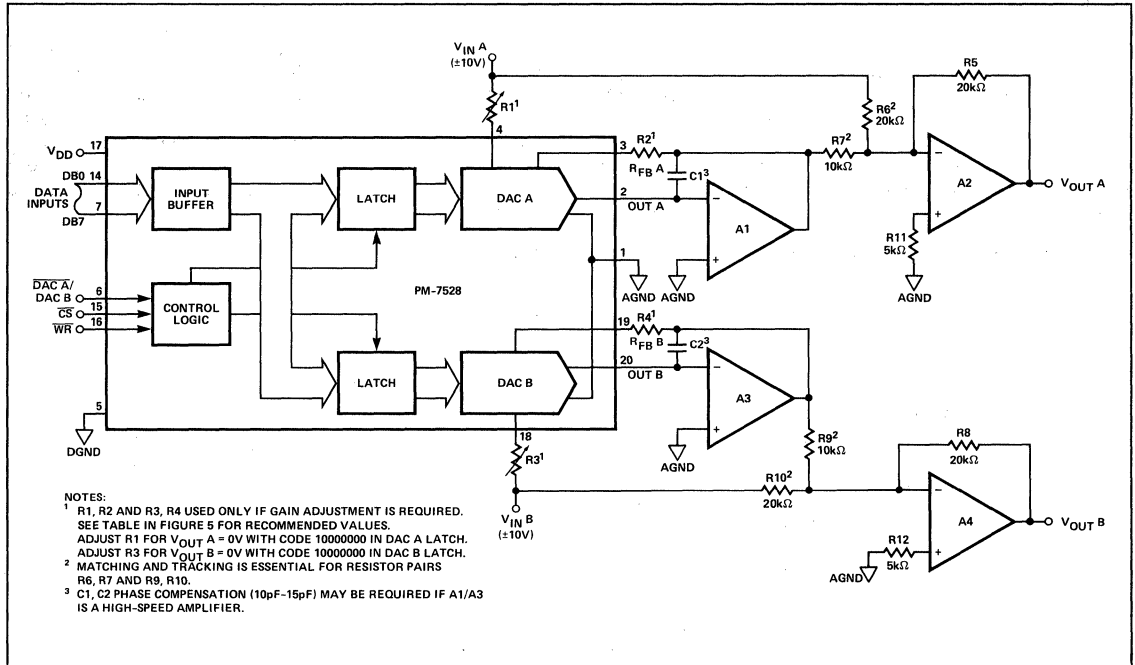 V_IN A
(±10V)
R1¹
4
R5
20kΩ
R6²
20kΩ
V_DD 17
3
R2¹
R7²
10kΩ
R_FB A
C1³
DB0 14
DATA
INPUTS
7
DB7
INPUT
BUFFER
LATCH
DAC A
2
OUT A
−
A1
+
−
A2
+
V_OUT A
R11
5kΩ
AGND
1
AGND
AGND
PM-7528
D̅A̅C̅ ̅A̅/
DAC B
6
C̅S̅
15
W̅R̅
16
CONTROL
LOGIC
19
R4¹
R_FB B
C2³
20
OUT B
LATCH
DAC B
−
A3
+
AGND
5
DGND
18
R3¹
V_IN B
(±10V)
R9²
10kΩ
R8
20kΩ
R10²
20kΩ
−
A4
+
V_OUT B
R12
5kΩ
AGND
NOTES:
¹ R1, R2 AND R3, R4 USED ONLY IF GAIN ADJUSTMENT IS REQUIRED.
SEE TABLE IN FIGURE 5 FOR RECOMMENDED VALUES.
ADJUST R1 FOR V_OUT A = 0V WITH CODE 10000000 IN DAC A LATCH.
ADJUST R3 FOR V_OUT B = 0V WITH CODE 10000000 IN DAC B LATCH.
² MATCHING AND TRACKING IS ESSENTIAL FOR RESISTOR PAIRS
R6, R7 AND R9, R10.
³ C1, C2 PHASE COMPENSATION (10pF-15pF) MAY BE REQUIRED IF A1/A3
IS A HIGH-SPEED AMPLIFIER.